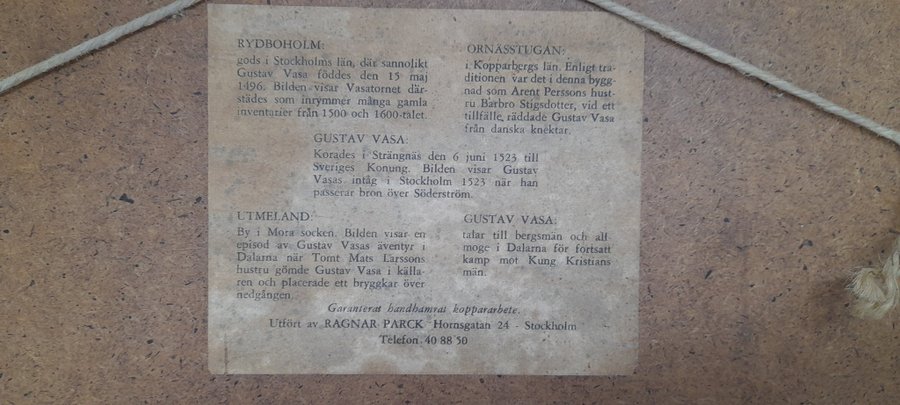 RYDBOHOLM:
gods i Stockholms län, där sannolikt
Gustav Vasa föddes den 15 maj
1496. Bilden visar Vasatornet där-
städes som inrymmer många gamla
inventarier från 1500 och 1600-talet.
ORNÄSSTUGAN:
i Kopparbergs län. Enligt tra-
ditionen var det i denna bygg-
nad som Arent Perssons hust-
ru Barbro Stigsdotter, vid ett
tillfälle, räddade Gustav Vasa
från danska knektar.
GUSTAV VASA:
Korades i Strängnäs den 6 juni 1523 till
Sveriges Konung. Bilden visar Gustav
Vasas intåg i Stockholm 1523 när han
passerar bron över Söderström.
UTMELAND:
By i Mora socken. Bilden visar en
episod av Gustav Vasas äventyr i
Dalarna när Tomt Mats Larssons
hustru gömde Gustav Vasa i källa-
ren och placerade ett bryggkar över
nedgången.
GUSTAV VASA:
talar till bergsmän och all-
moge i Dalarna för fortsatt
kamp mot Kung Kristians
män.
Garanterat handhamrat koppararbete.
Utfört av RAGNAR PARCK Hornsgatan 24 - Stockholm
Telefon 40 88 50